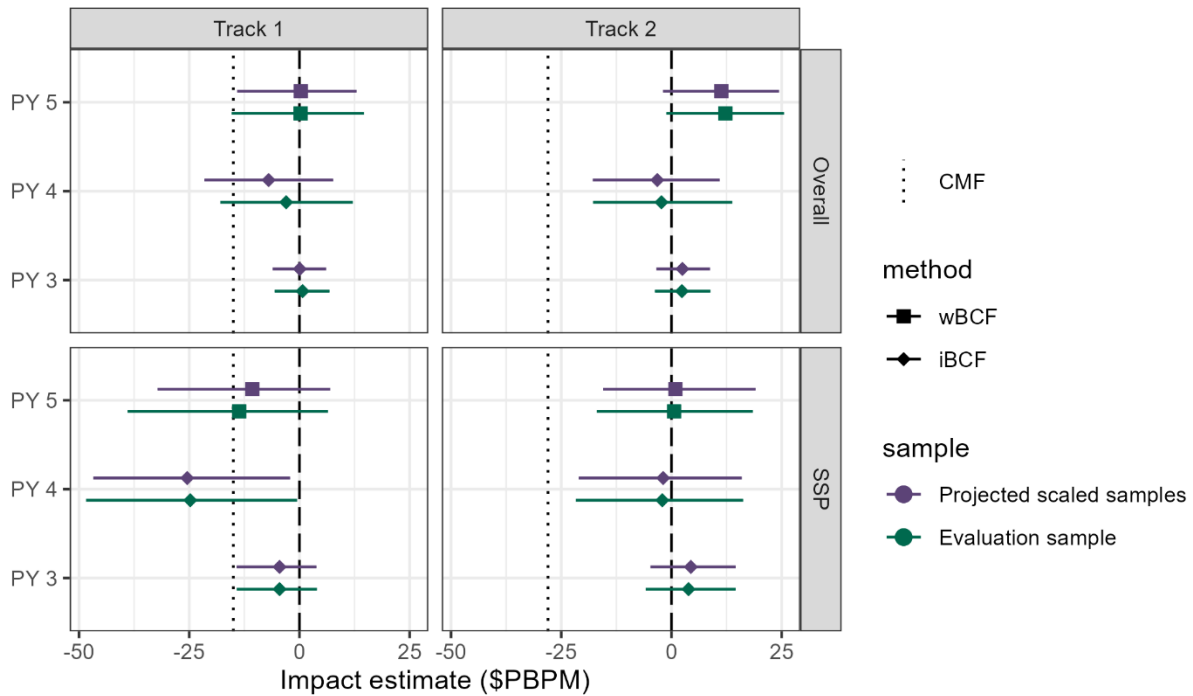 Track 1
Track 2
PY 5
PY 4
PY 3
Overall
PY 5
PY 4
PY 3
SSP
-50
-25
0
25
-50
-25
0
25
Impact estimate ($PBPM)
CMF
method
wBCF
iBCF
sample
Projected scaled samples
Evaluation sample